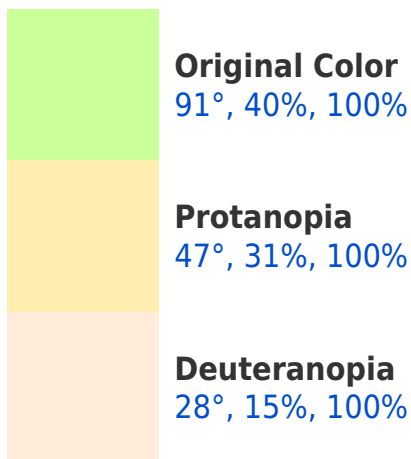 Original Color
91°, 40%, 100%
Protanopia
47°, 31%, 100%
Deuteranopia
28°, 15%, 100%